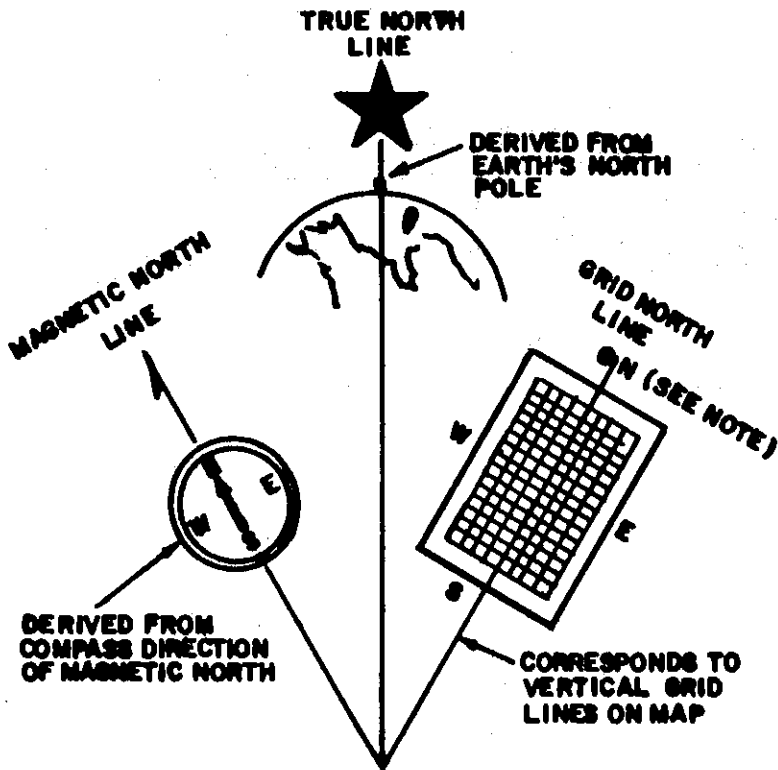 TRUE NORTH
LINE
DERIVED FROM
EARTH'S NORTH
POLE
MAGNETIC NORTH
LINE
GRID NORTH
LINE
GN (SEE NOTE)
W
E
S
E
W
S
DERIVED FROM
COMPASS DIRECTION
OF MAGNETIC NORTH
CORRESPONDS TO
VERTICAL GRID
LINES ON MAP